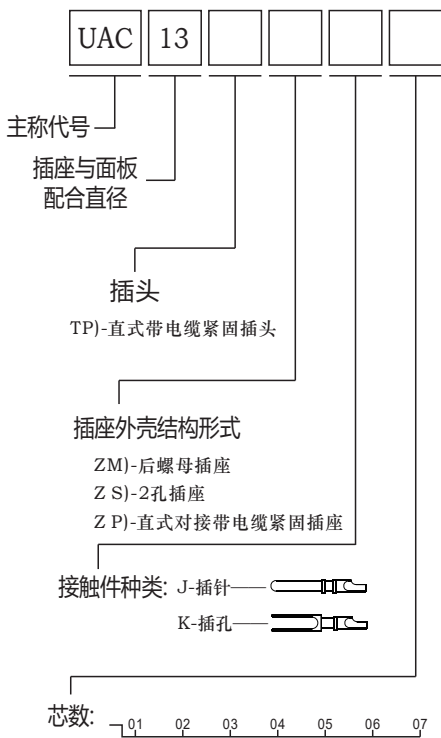 UAC 13
主称代号
插座与面板
配合直径
插头
TP)-直式带电缆紧固插头
插座外壳结构形式
ZM)-后螺母插座
Z S)-2孔插座
Z P)-直式对接带电缆紧固插座
接触件种类: J-插针
K-插孔
芯数: 01 02 03 04 05 06 07